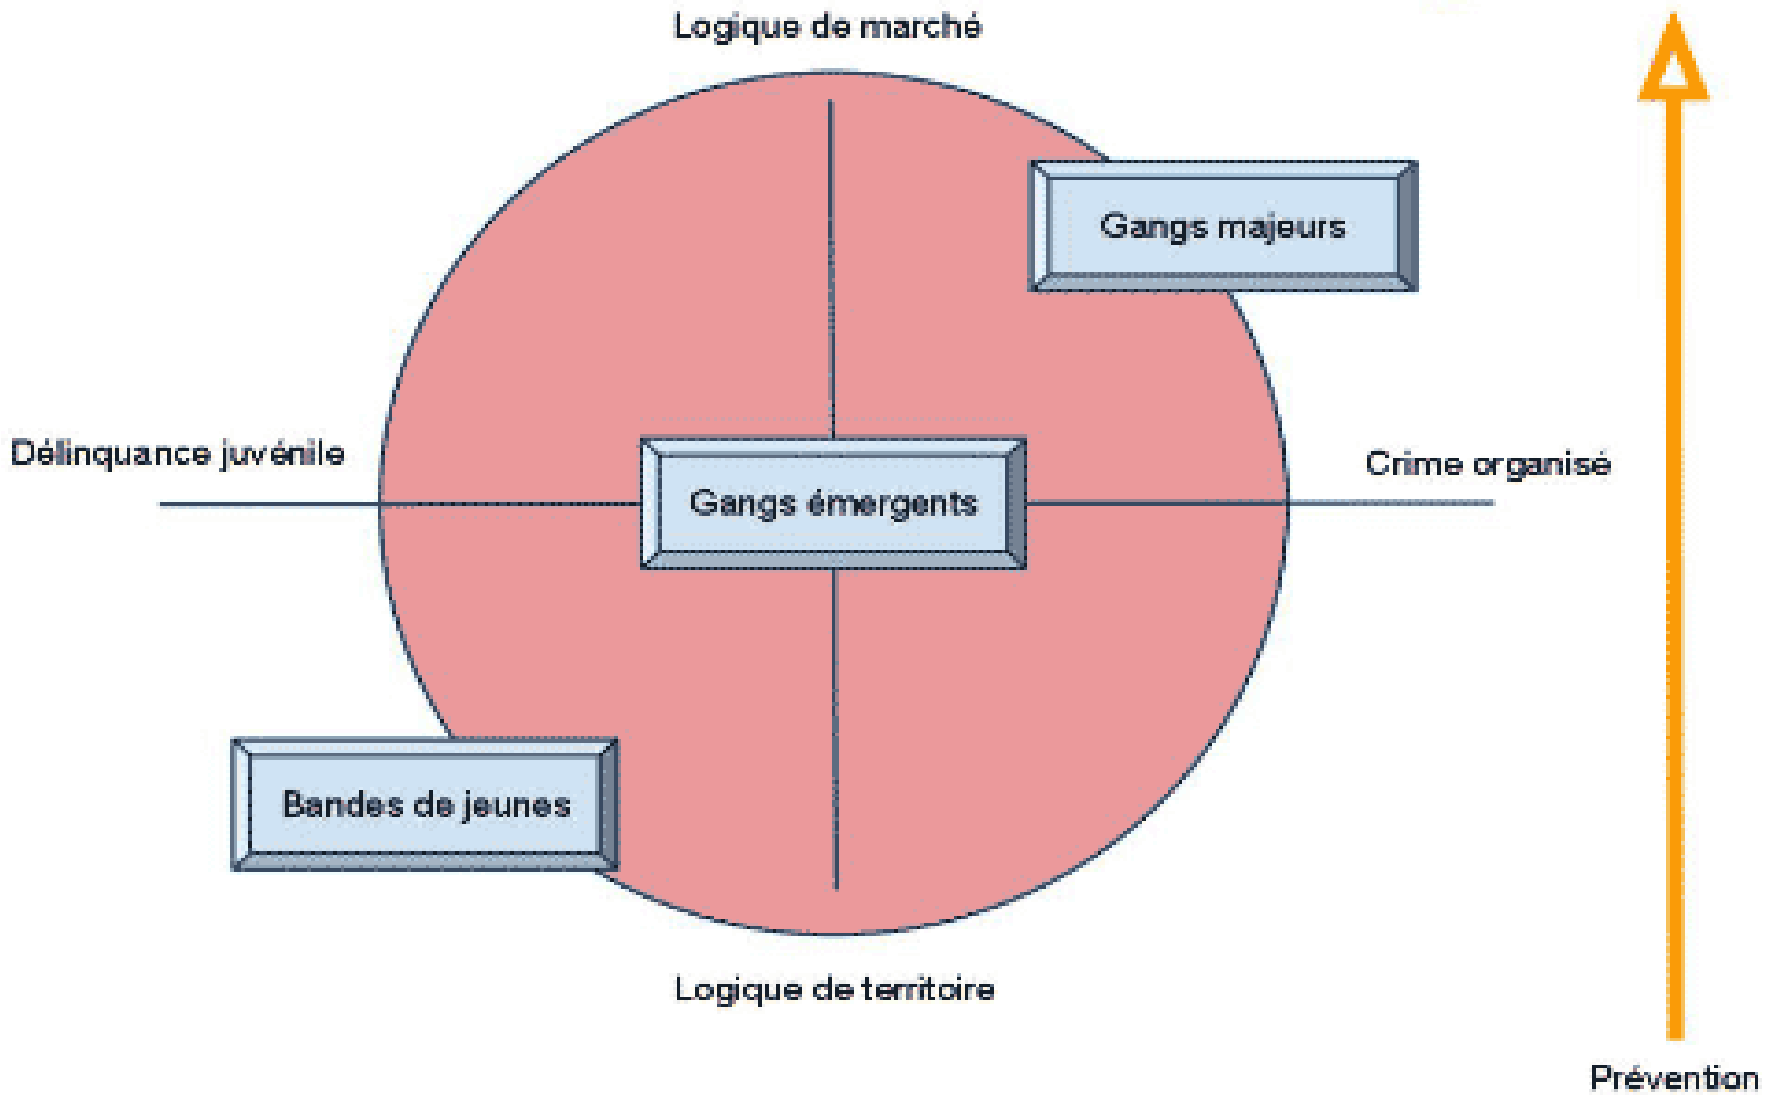 Logique de marché
Gangs majeurs
Délinquance juvénile
Crime organisé
Gangs émergents
Bandes de jeunes
Logique de territoire
Prévention